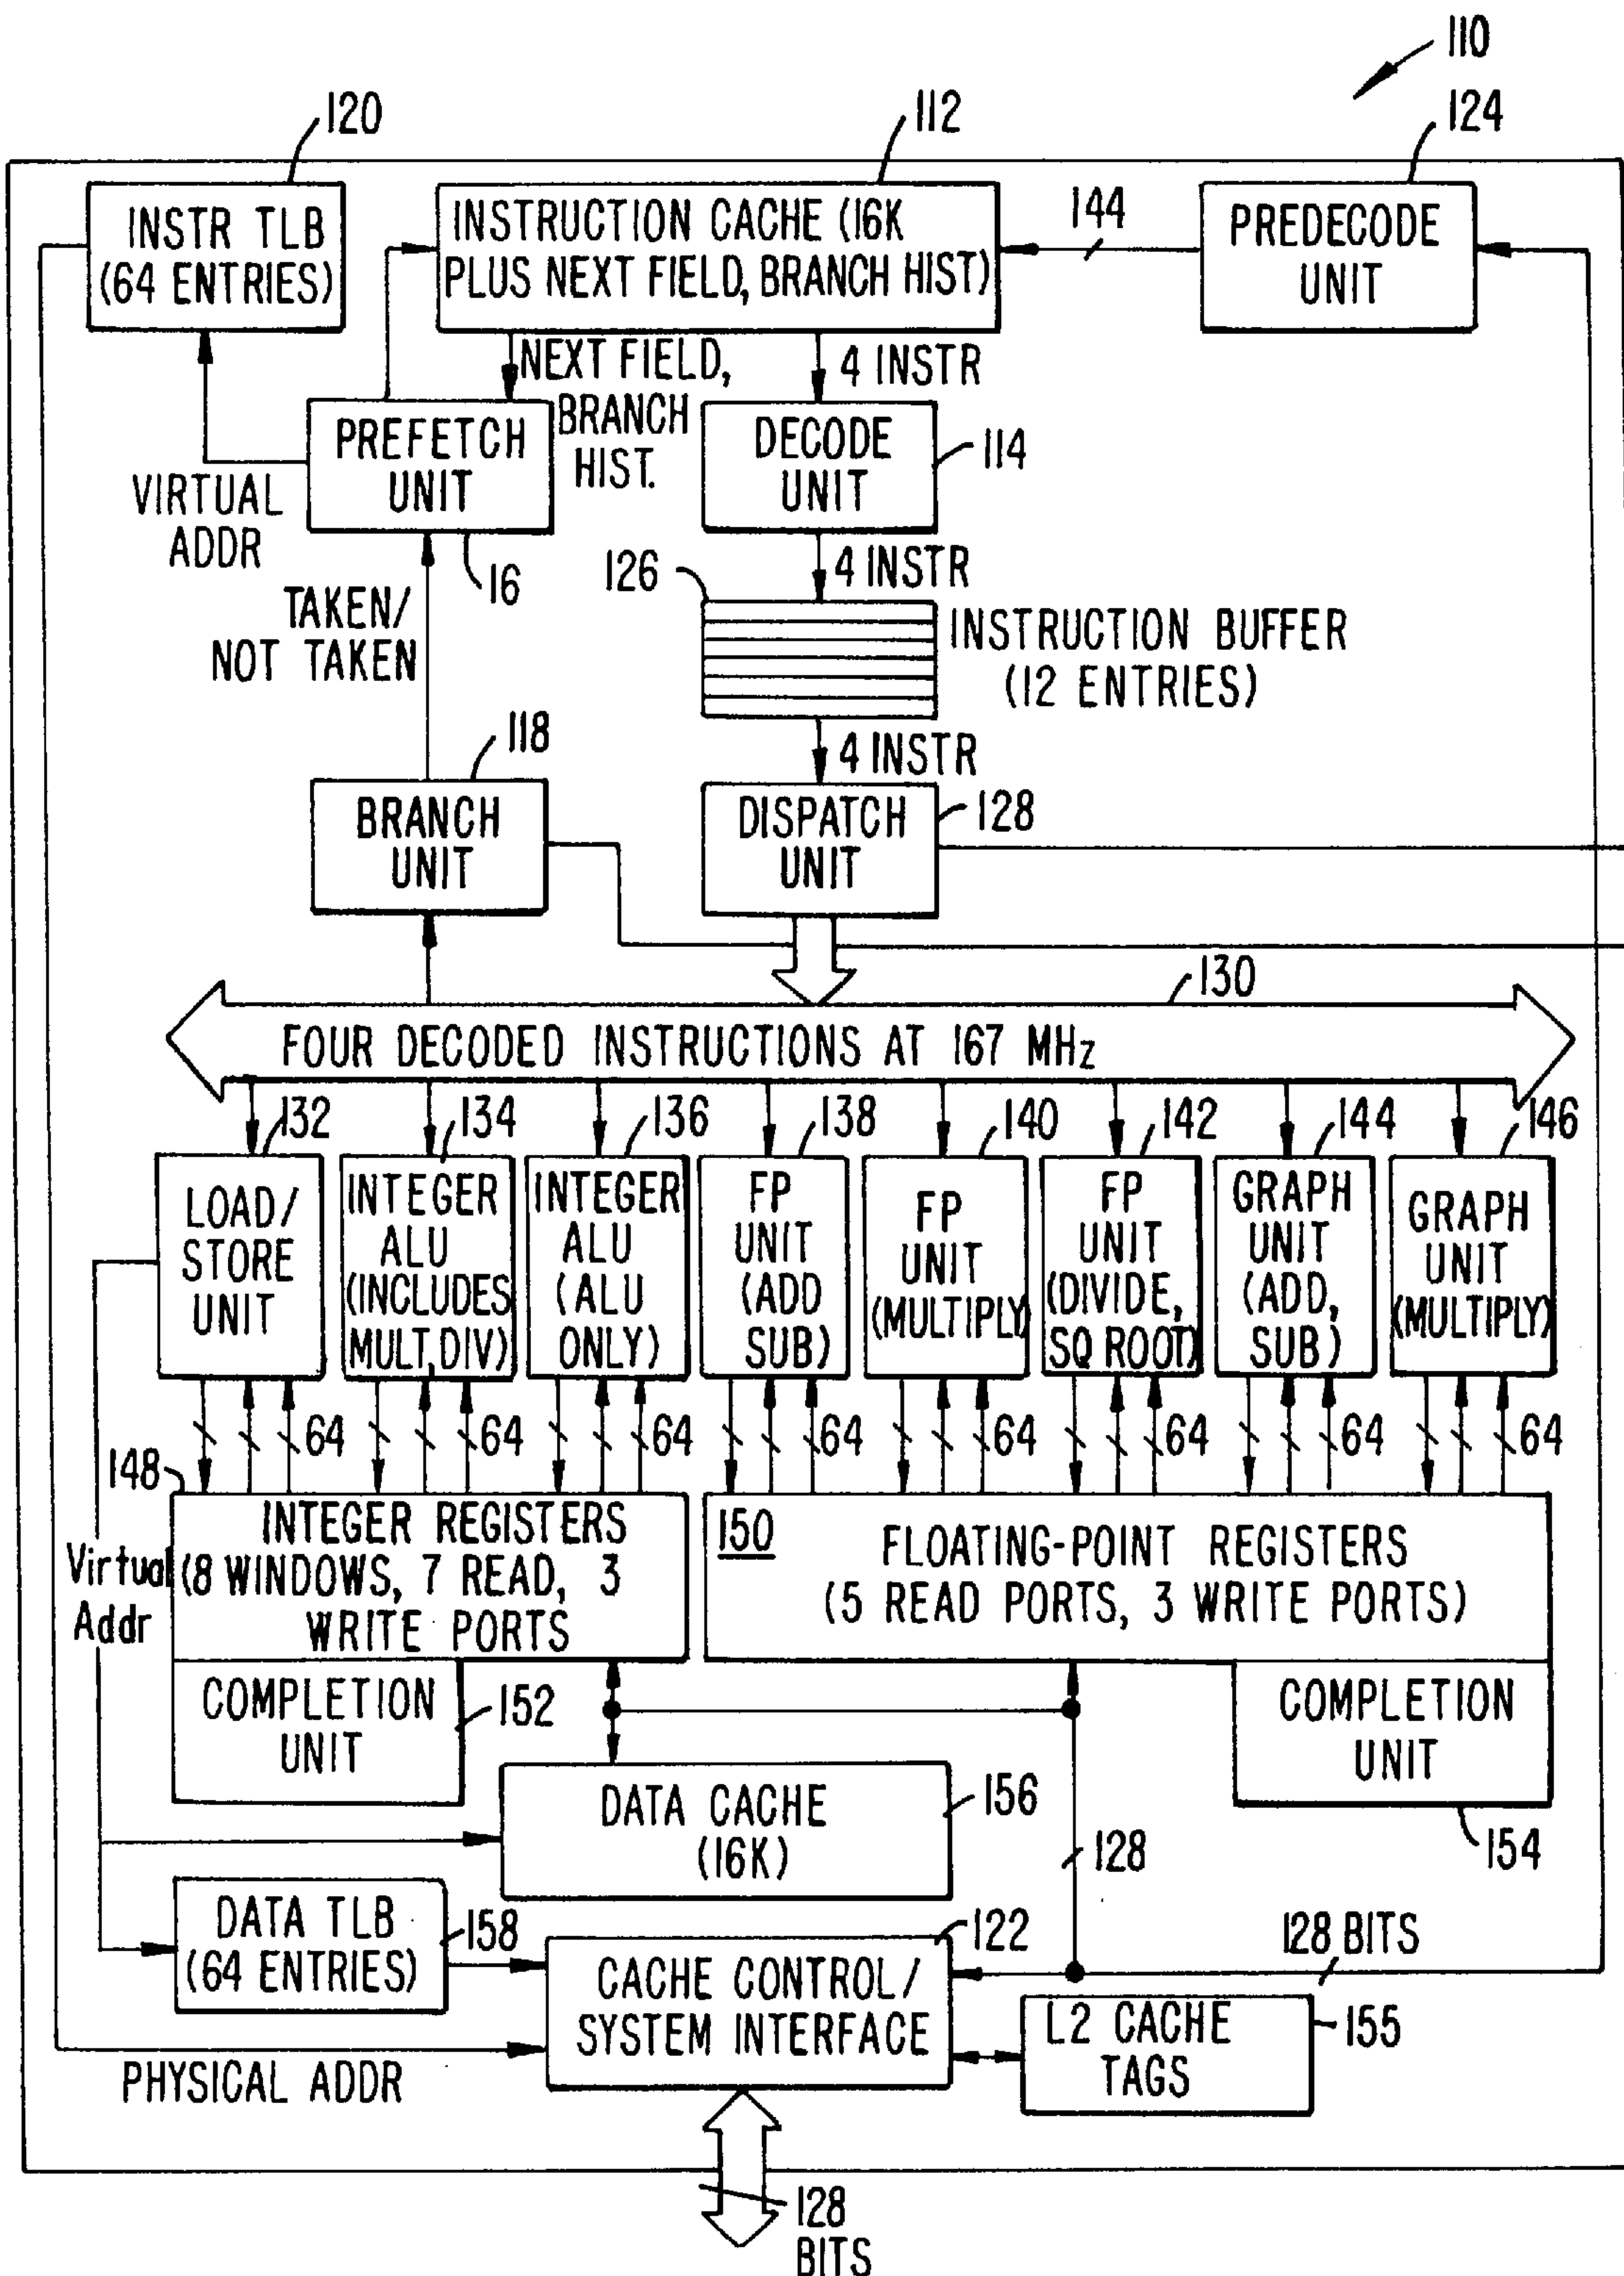 110
120
112
124
INSTR TLB
(64 ENTRIES)
INSTRUCTION CACHE (16K
PLUS NEXT FIELD, BRANCH HIST)
144
PREDECODE
UNIT
NEXT FIELD,
BRANCH
HIST.
4 INSTR
PREFETCH
UNIT
DECODE
UNIT
114
VIRTUAL
ADDR
16
4 INSTR
126
TAKEN/
NOT TAKEN
INSTRUCTION BUFFER
(12 ENTRIES)
118
4 INSTR
BRANCH
UNIT
DISPATCH
UNIT
128
130
FOUR DECODED INSTRUCTIONS AT 167 MHz
132
134
136
138
140
142
144
146
LOAD/
STORE
UNIT
INTEGER
ALU
(INCLUDES
MULT, DIV)
INTEGER
ALU
(ALU
ONLY)
FP
UNIT
(ADD
SUB)
FP
UNIT
(MULTIPLY)
FP
UNIT
(DIVIDE,
SQ ROOT)
GRAPH
UNIT
(ADD,
SUB)
GRAPH
UNIT
(MULTIPLY)
64
64
64
64
64
64
64
64
148
INTEGER REGISTERS
(8 WINDOWS, 7 READ, 3
WRITE PORTS
150
FLOATING-POINT REGISTERS
(5 READ PORTS, 3 WRITE PORTS)
Virtual
Addr
COMPLETION
UNIT
152
COMPLETION
UNIT
154
DATA CACHE
(16K)
156
128
DATA TLB
(64 ENTRIES)
158
122
128 BITS
CACHE CONTROL/
SYSTEM INTERFACE
L2 CACHE
TAGS
155
PHYSICAL ADDR
128
BITS